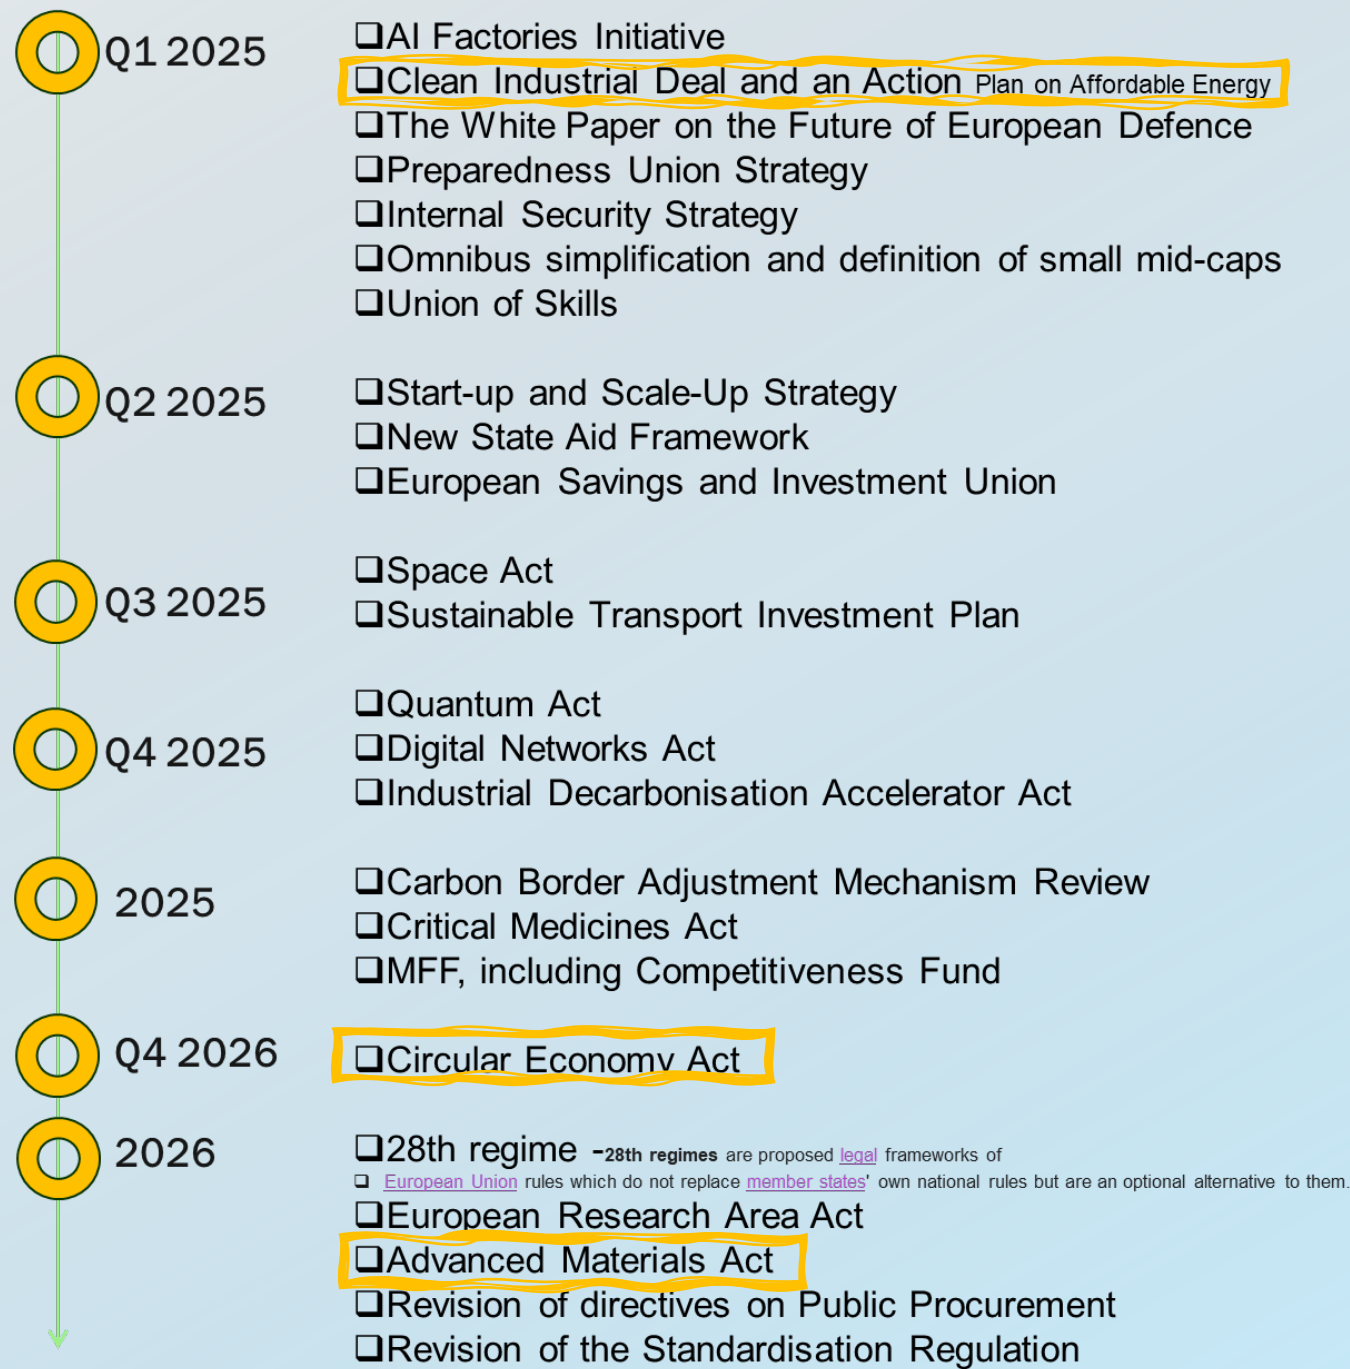 Q1 2025
❑AI Factories Initiative
❑Clean Industrial Deal and an Action Plan on Affordable Energy
❑The White Paper on the Future of European Defence
❑Preparedness Union Strategy
❑Internal Security Strategy
❑Omnibus simplification and definition of small mid-caps
❑Union of Skills
Q2 2025
❑Start-up and Scale-Up Strategy
❑New State Aid Framework
❑European Savings and Investment Union
Q3 2025
❑Space Act
❑Sustainable Transport Investment Plan
Q4 2025
❑Quantum Act
❑Digital Networks Act
❑Industrial Decarbonisation Accelerator Act
2025
❑Carbon Border Adjustment Mechanism Review
❑Critical Medicines Act
❑MFF, including Competitiveness Fund
Q4 2026
❑Circular Economy Act
2026
❑28th regime -28th regimes are proposed legal frameworks of
❑ European Union rules which do not replace member states' own national rules but are an optional alternative to them.
❑European Research Area Act
❑Advanced Materials Act
❑Revision of directives on Public Procurement
❑Revision of the Standardisation Regulation